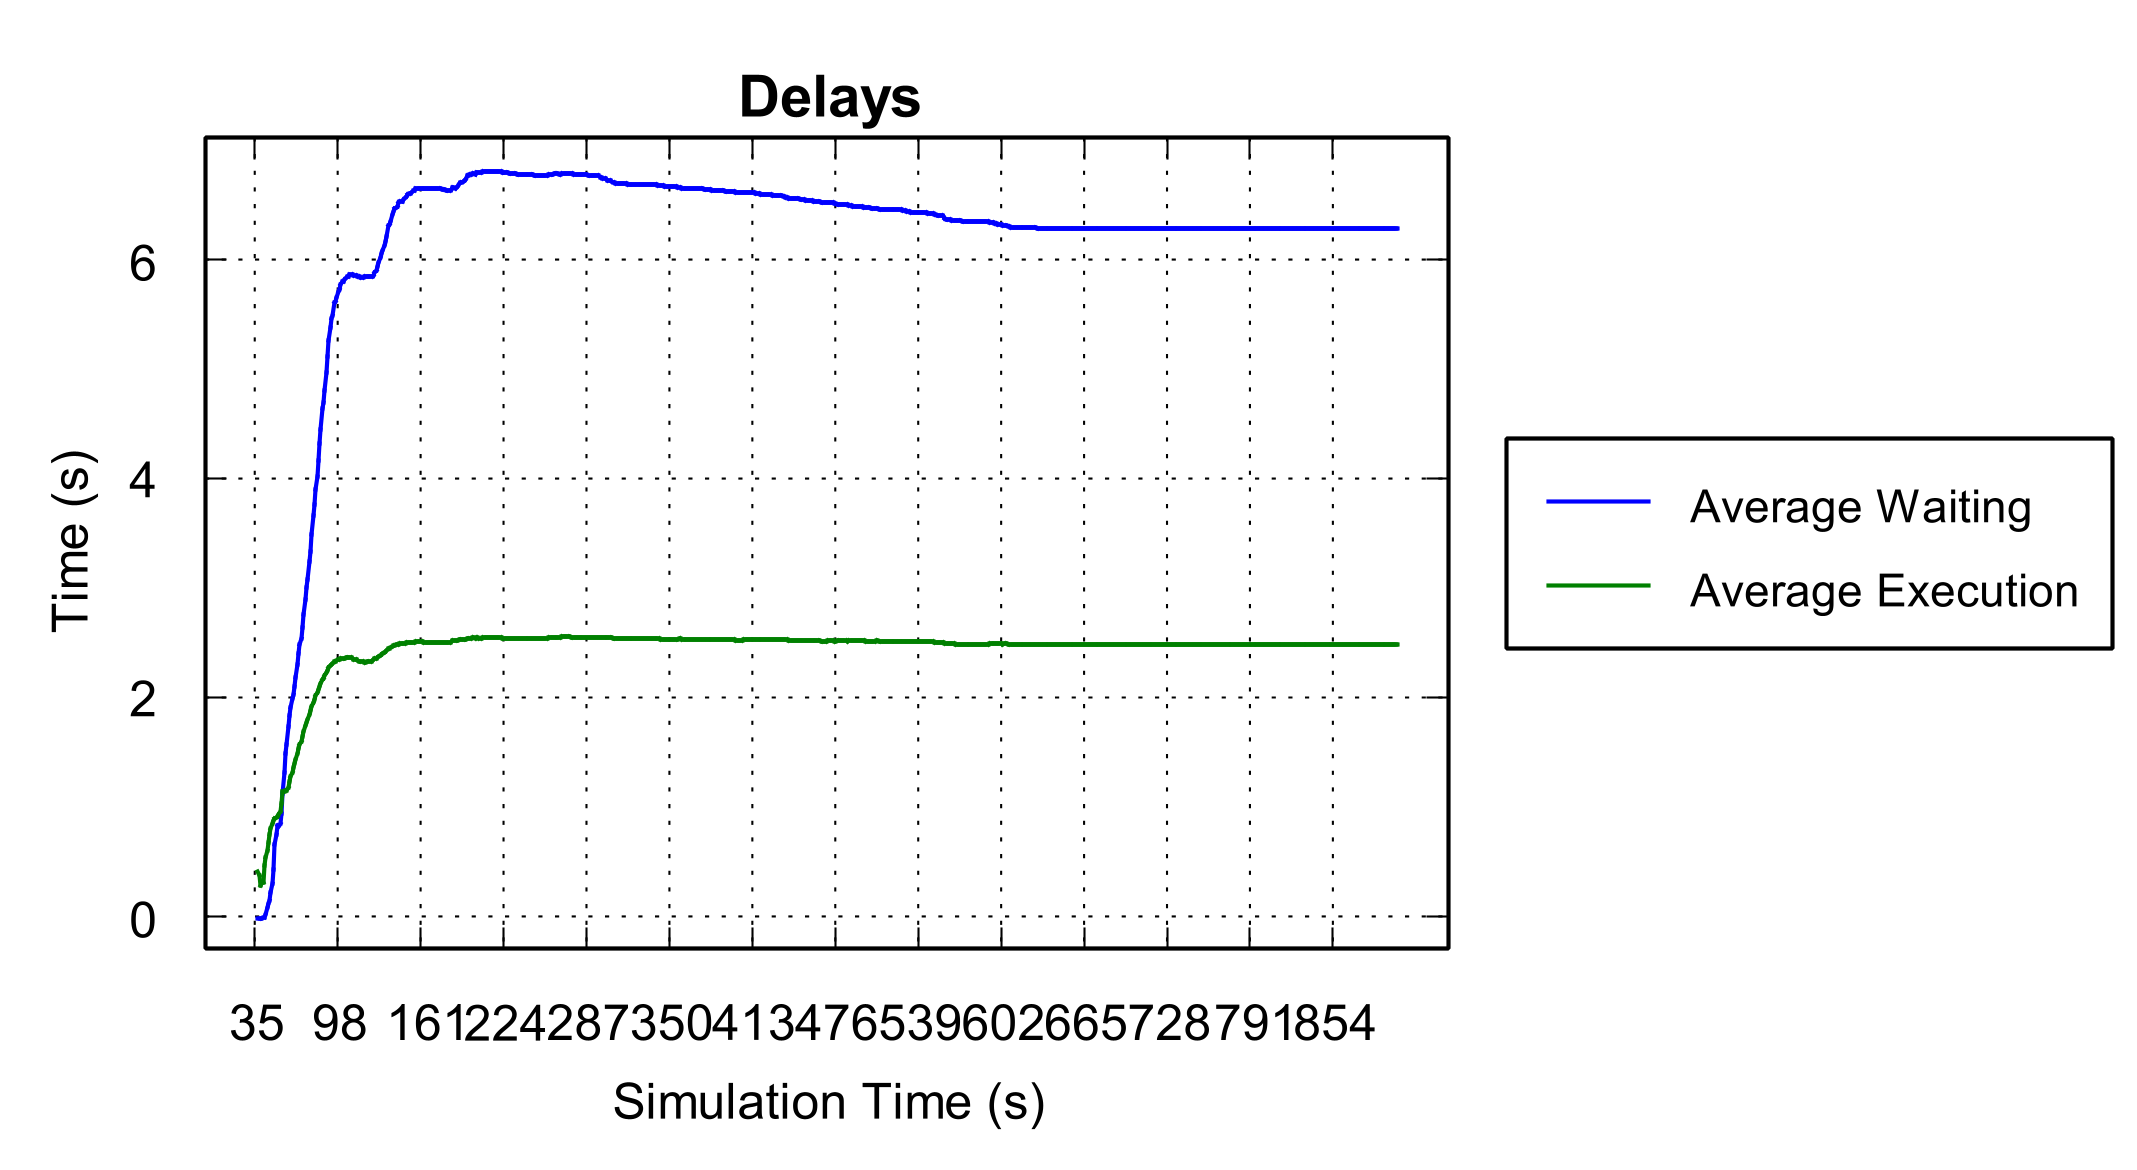 Delays
6
4
2
0
Time (s)
35 98 161 224 287 350 413 476 539 602 665 728 791 854
Simulation Time (s)
Average Waiting
Average Execution